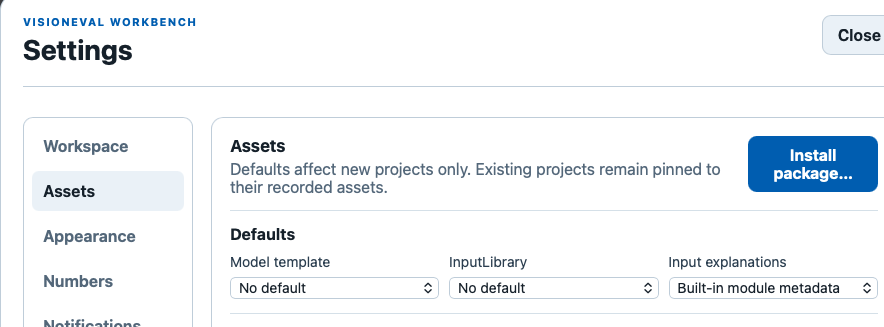 VISIONEVAL WORKBENCH
Settings
Close
Workspace
Assets
Appearance
Numbers
Notifications
Assets
Defaults affect new projects only. Existing projects remain pinned to
their recorded assets.
Install
package...
Defaults
Model template
InputLibrary
Input explanations
No default
No default
Built-in module metadata